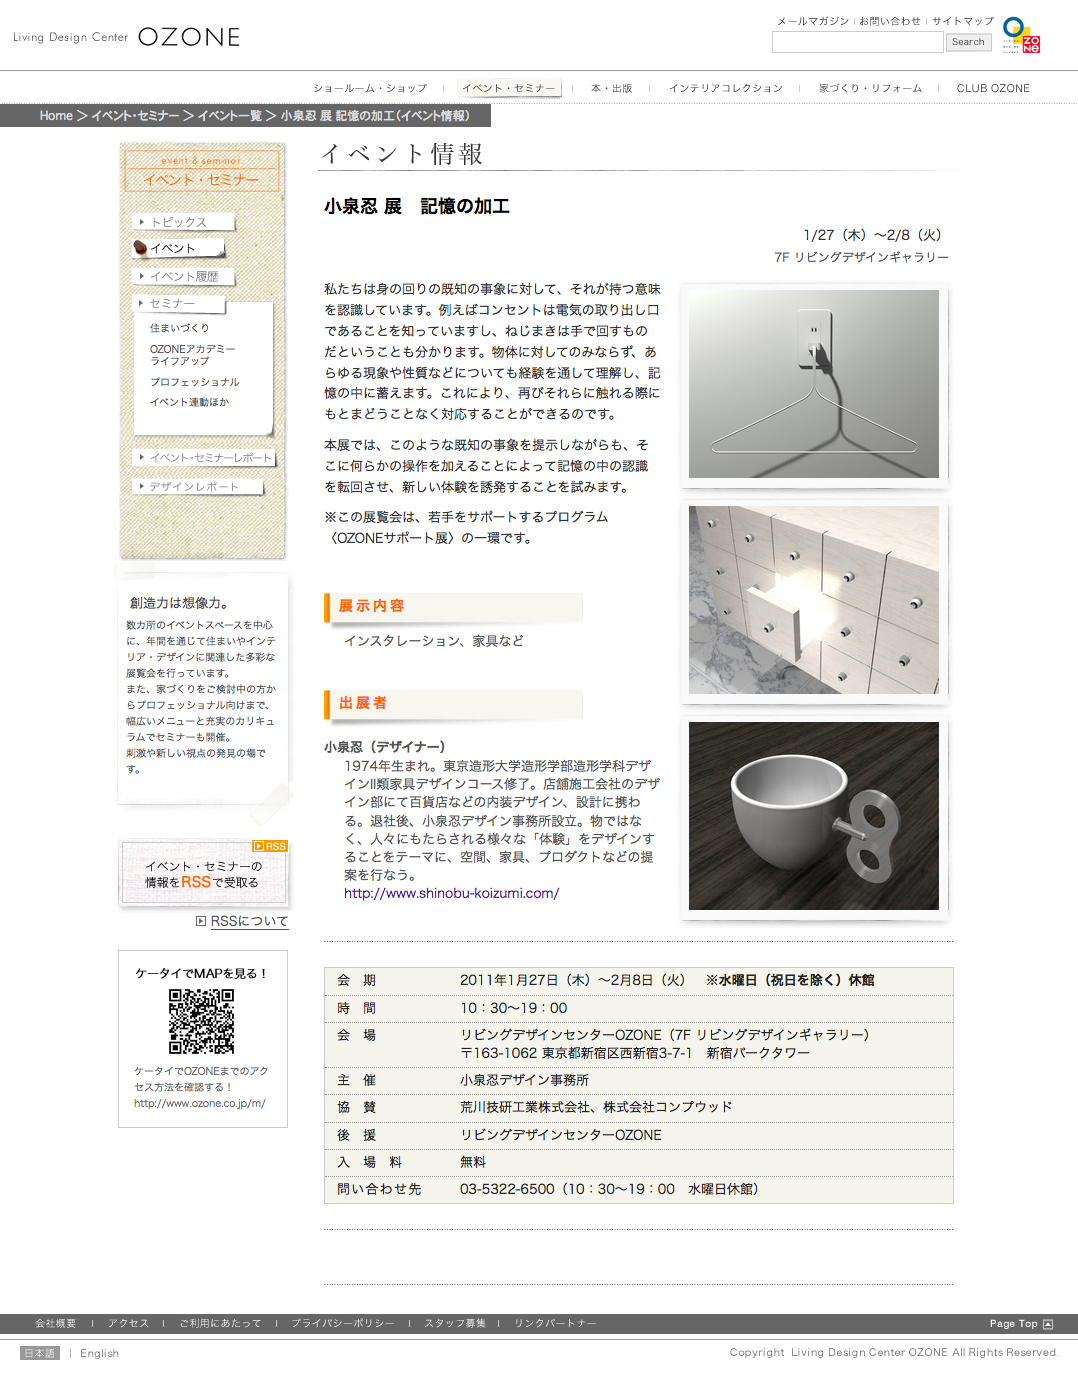 Living Design Center OZONE
メールマガジン | お問い合わせ | サイトマップ
Search
ショールーム・ショップ
イベント・セミナー
本・出版
インテリアコレクション
家づくり・リフォーム
CLUB OZONE
Home ＞ イベント・セミナー ＞ イベント一覧 ＞ 小泉忍 展 記憶の加工（イベント情報）
event & seminar
イベント・セミナー
トピックス
イベント
イベント履歴
セミナー
住まいづくり
OZONEアカデミー
ライフアップ
プロフェッショナル
イベント連動ほか
イベント・セミナーレポート
デザインレポート
創造力は想像力。
数カ所のイベントスペースを中心
に、年間を通じて住まいやインテ
リア・デザインに関連した多彩な
展覧会を行っています。
また、家づくりをご検討中の方か
らプロフェッショナル向けまで、
幅広いメニューと充実のカリキュ
ラムでセミナーも開催。
刺激や新しい視点の発見の場で
す。
RSS
イベント・セミナーの
情報をRSSで受取る
RSSについて
ケータイでMAPを見る！
ケータイでOZONEまでのアク
セス方法を確認する！
http://www.ozone.co.jp/m/
イベント情報
小泉忍 展　記憶の加工
1/27（木）～2/8（火）
7F リビングデザインギャラリー
私たちは身の回りの既知の事象に対して、それが持つ意味
を認識しています。例えばコンセントは電気の取り出し口
であることを知っていますし、ねじまきは手で回すもの
だということも分かります。物体に対してのみならず、あ
らゆる現象や性質などについても経験を通して理解し、記
憶の中に蓄えます。これにより、再びそれらに触れる際に
もとまどうことなく対応することができるのです。
本展では、このような既知の事象を提示しながらも、そ
こに何らかの操作を加えることによって記憶の中の認識
を転回させ、新しい体験を誘発することを試みます。
※この展覧会は、若手をサポートするプログラム
〈OZONEサポート展〉の一環です。
展示内容
インスタレーション、家具など
出展者
小泉忍（デザイナー）
1974年生まれ。東京造形大学造形学部造形学科デザ
インII類家具デザインコース修了。店舗施工会社のデザ
イン部にて百貨店などの内装デザイン、設計に携わ
る。退社後、小泉忍デザイン事務所設立。物ではな
く、人々にもたらされる様々な「体験」をデザインす
ることをテーマに、空間、家具、プロダクトなどの提
案を行なう。
http://www.shinobu-koizumi.com/
会　期　2011年1月27日（木）～2月8日（火）　※水曜日（祝日を除く）休館
時　間　10：30～19：00
会　場　リビングデザインセンターOZONE（7F リビングデザインギャラリー）
〒163-1062 東京都新宿区西新宿3-7-1　新宿パークタワー
主　催　小泉忍デザイン事務所
協　賛　荒川技研工業株式会社、株式会社コンプウッド
後　援　リビングデザインセンターOZONE
入　場　料　無料
問い合わせ先　03-5322-6500（10：30～19：00　水曜日休館）
会社概要 | アクセス | ご利用にあたって | プライバシーポリシー | スタッフ募集 | リンクパートナー
Page Top
日本語 | English
Copyright Living Design Center OZONE All Rights Reserved.